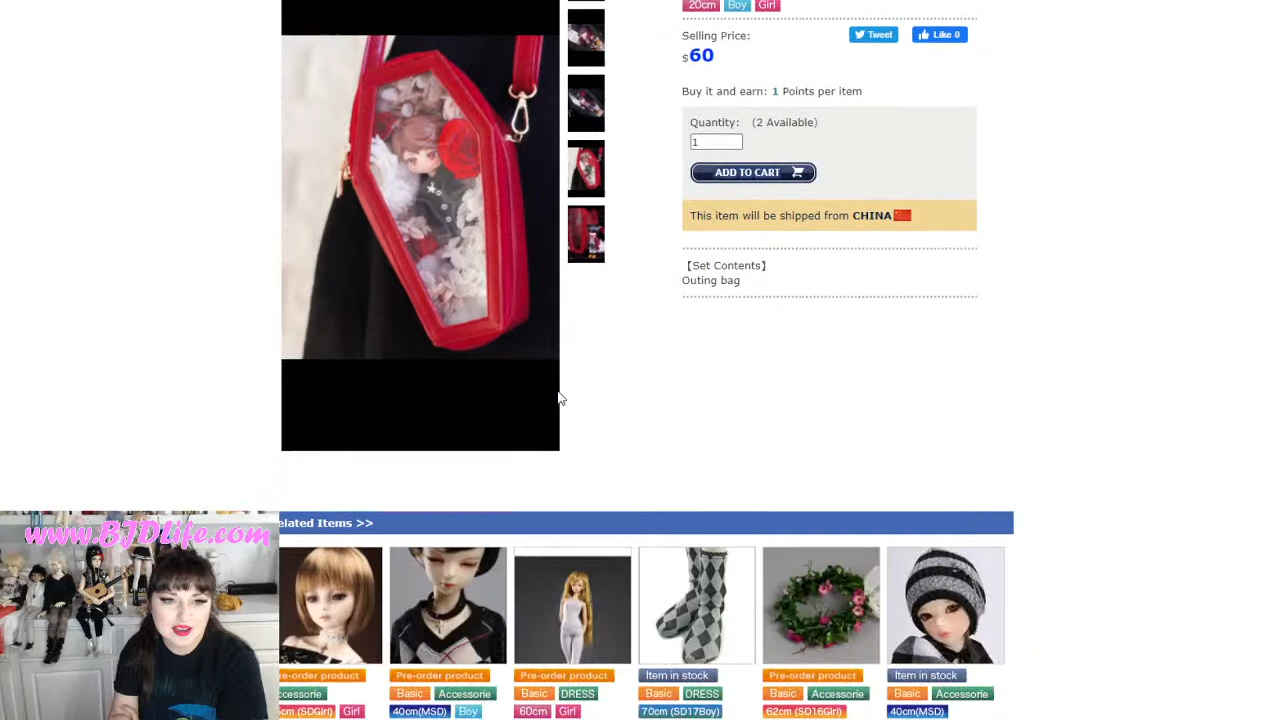 20cm Boy Girl
Selling Price:
Tweet
Like 0
$60
Buy it and earn: 1 Points per item
Quantity: (2 Available)
1
ADD TO CART
This item will be shipped from CHINA
【Set Contents】
Outing bag
www.BJDLife.com
elated Items >>
re-order product
Pre-order product
Pre-order product
Item in stock
Pre-order product
Item in stock
ccessorie
Basic Accessorie
Basic DRESS
Basic DRESS
Basic Accessorie
Basic Accessorie
cm (SDGirl) Girl
40cm(MSD) Boy
60cm Girl
70cm (SD17Boy)
62cm (SD16Girl)
40cm(MSD)